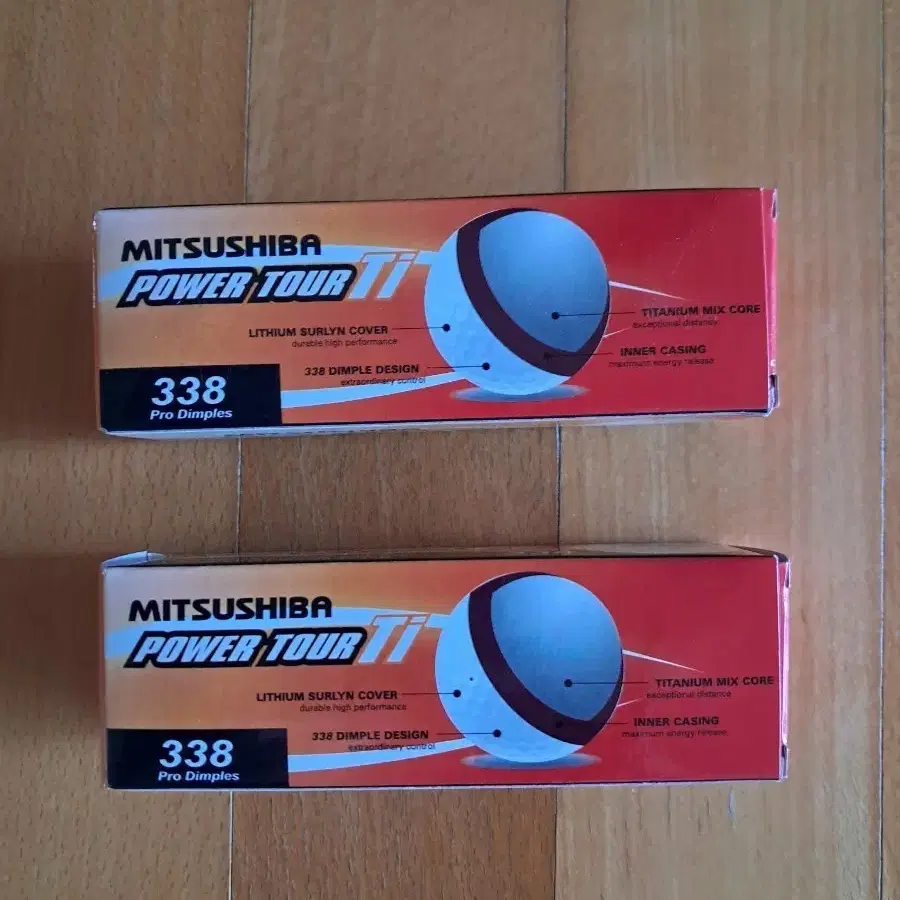 MITSUSHIBA
POWER TOUR Ti
LITHIUM SURLYN COVER
durable high performance
338 DIMPLE DESIGN
extraordinary control
TITANIUM MIX CORE
exceptional distance
INNER CASING
maximum energy release
338
Pro Dimples
MITSUSHIBA
POWER TOUR Ti
LITHIUM SURLYN COVER
durable high performance
338 DIMPLE DESIGN
extraordinary control
TITANIUM MIX CORE
exceptional distance
INNER CASING
maximum energy release
338
Pro Dimples